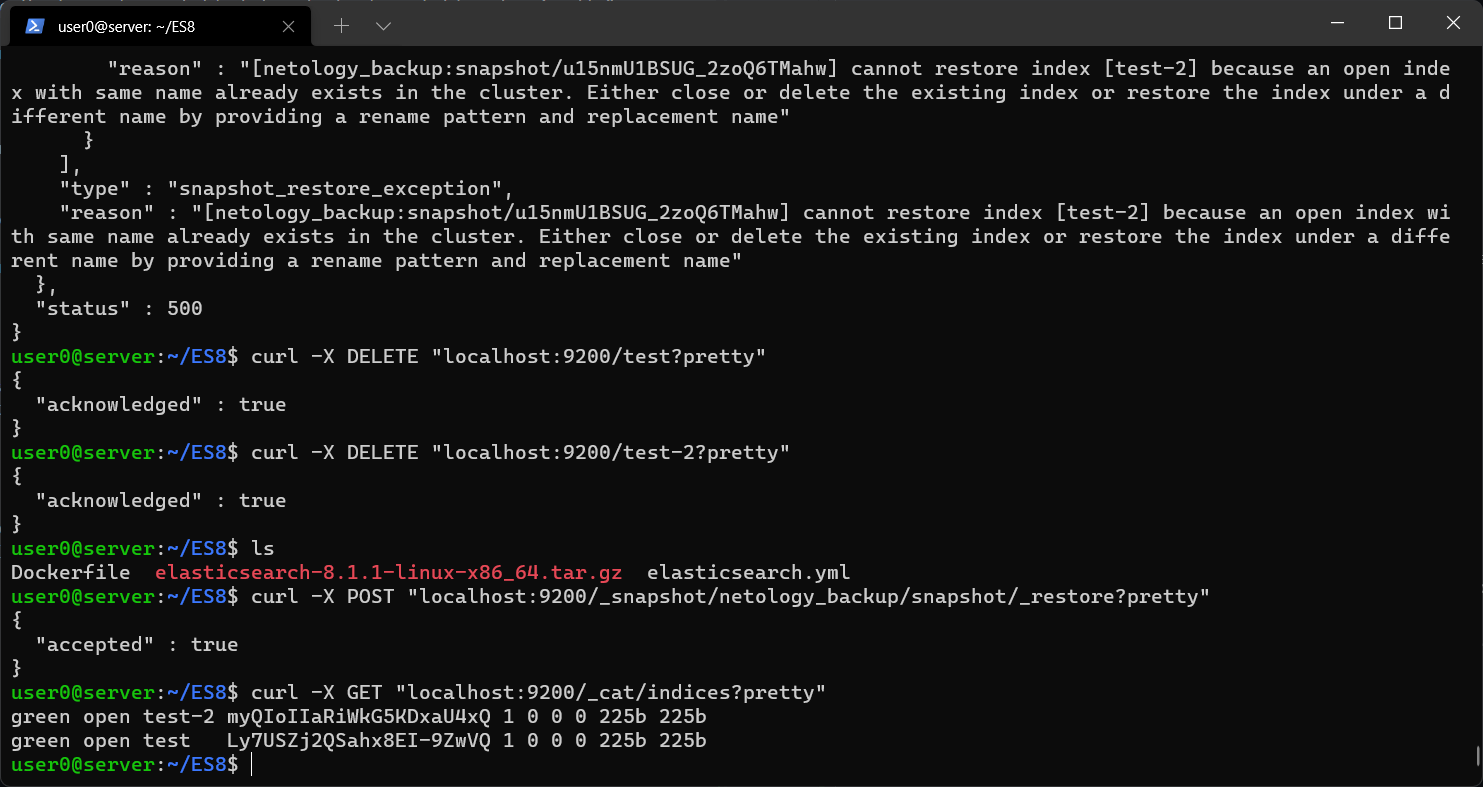 user0@server: ~/ES8
        "reason" : "[netology_backup:snapshot/u15nmU1BSUG_2zoQ6TMahw] cannot restore index [test-2] because an open inde
x with same name already exists in the cluster. Either close or delete the existing index or restore the index under a d
ifferent name by providing a rename pattern and replacement name"
      }
    ],
    "type" : "snapshot_restore_exception",
    "reason" : "[netology_backup:snapshot/u15nmU1BSUG_2zoQ6TMahw] cannot restore index [test-2] because an open index wi
th same name already exists in the cluster. Either close or delete the existing index or restore the index under a diffe
rent name by providing a rename pattern and replacement name"
  },
  "status" : 500
}
user0@server:~/ES8$ curl -X DELETE "localhost:9200/test?pretty"
{
  "acknowledged" : true
}
user0@server:~/ES8$ curl -X DELETE "localhost:9200/test-2?pretty"
{
  "acknowledged" : true
}
user0@server:~/ES8$ ls
Dockerfile  elasticsearch-8.1.1-linux-x86_64.tar.gz  elasticsearch.yml
user0@server:~/ES8$ curl -X POST "localhost:9200/_snapshot/netology_backup/snapshot/_restore?pretty"
{
  "accepted" : true
}
user0@server:~/ES8$ curl -X GET "localhost:9200/_cat/indices?pretty"
green open test-2 myQIoIIaRiWkG5KDxaU4xQ 1 0 0 0 225b 225b
green open test   Ly7USZj2QSahx8EI-9ZwVQ 1 0 0 0 225b 225b
user0@server:~/ES8$